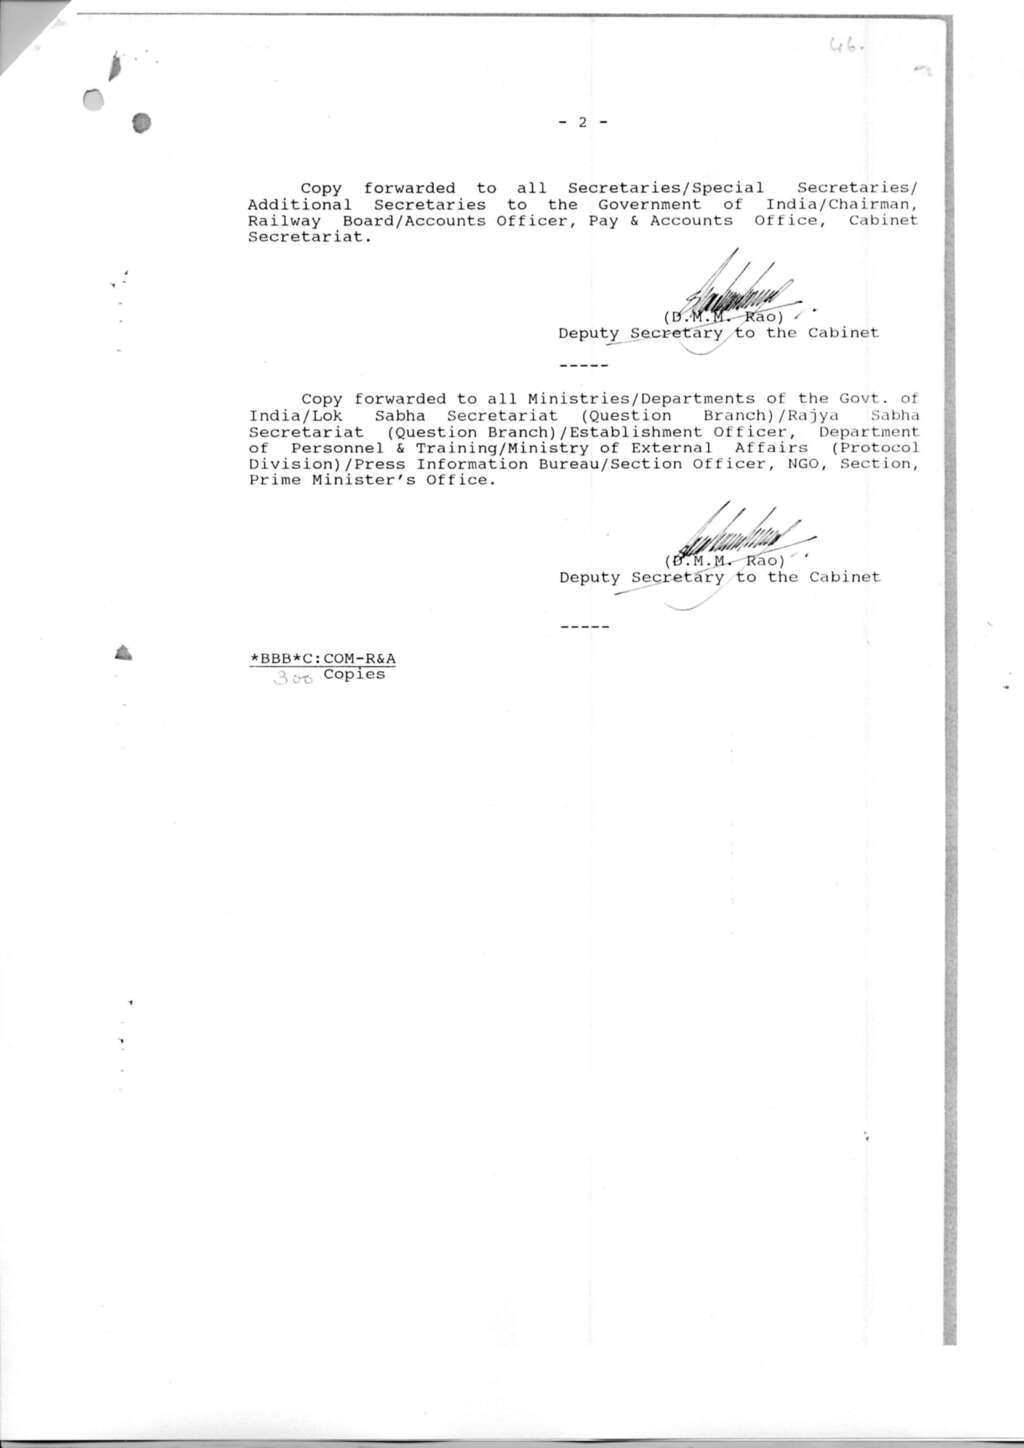 46.
- 2 -
Copy forwarded to all Secretaries/Special Secretaries/
Additional Secretaries to the Government of India/Chairman,
Railway Board/Accounts Officer, Pay & Accounts Office, Cabinet
Secretariat.
(D.M.M. Rao)
Deputy Secretary to the Cabinet
-----
Copy forwarded to all Ministries/Departments of the Govt. of
India/Lok Sabha Secretariat (Question Branch)/Rajya Sabha
Secretariat (Question Branch)/Establishment Officer, Department
of Personnel & Training/Ministry of External Affairs (Protocol
Division)/Press Information Bureau/Section Officer, NGO, Section,
Prime Minister's Office.
(D.M.M. Rao)
Deputy Secretary to the Cabinet
-----
*BBB*C:COM-R&A
300 Copies